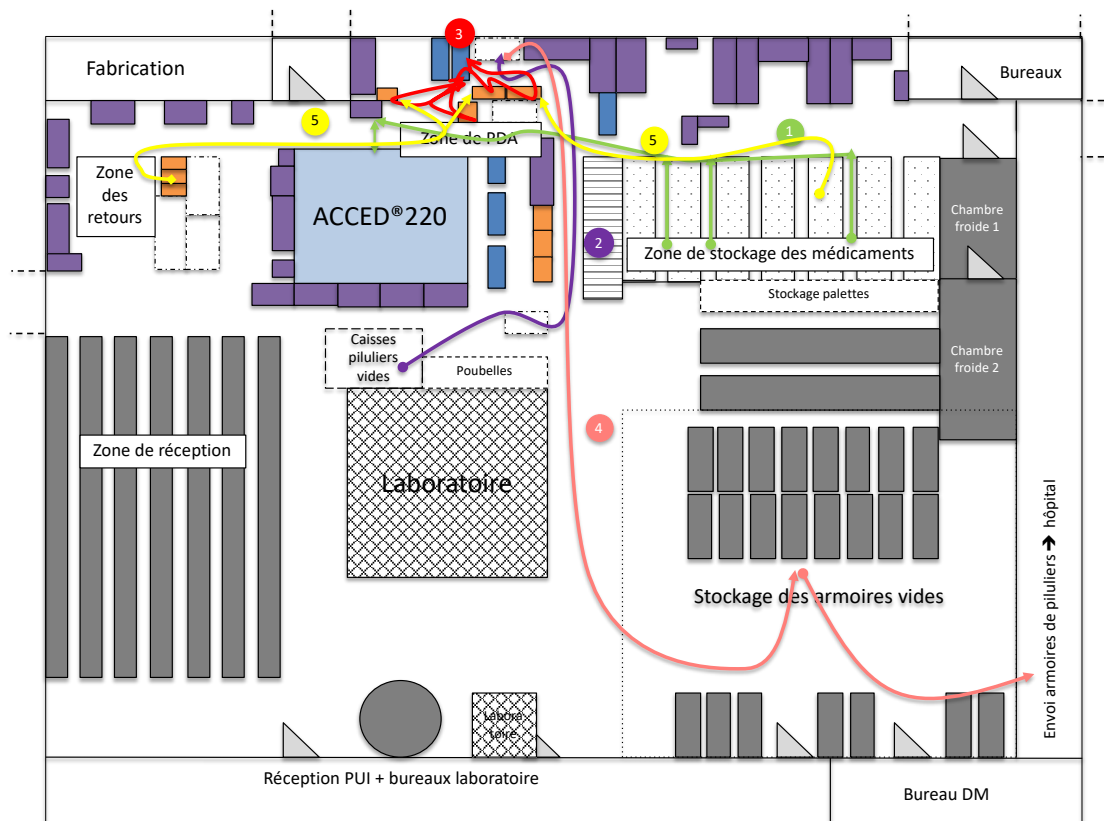 3
Fabrication
Bureaux
5
Zone de PDA
5
1
Zone
des
retours
ACCED®220
2
Zone de stockage des médicaments
Chambre
froide 1
Stockage palettes
Caisses
piluliers
vides
Poubelles
Chambre
froide 2
4
Zone de réception
Laboratoire
Stockage des armoires vides
Envoi armoires de piluliers ➔ hôpital
Labora
toire
Réception PUI + bureaux laboratoire
Bureau DM